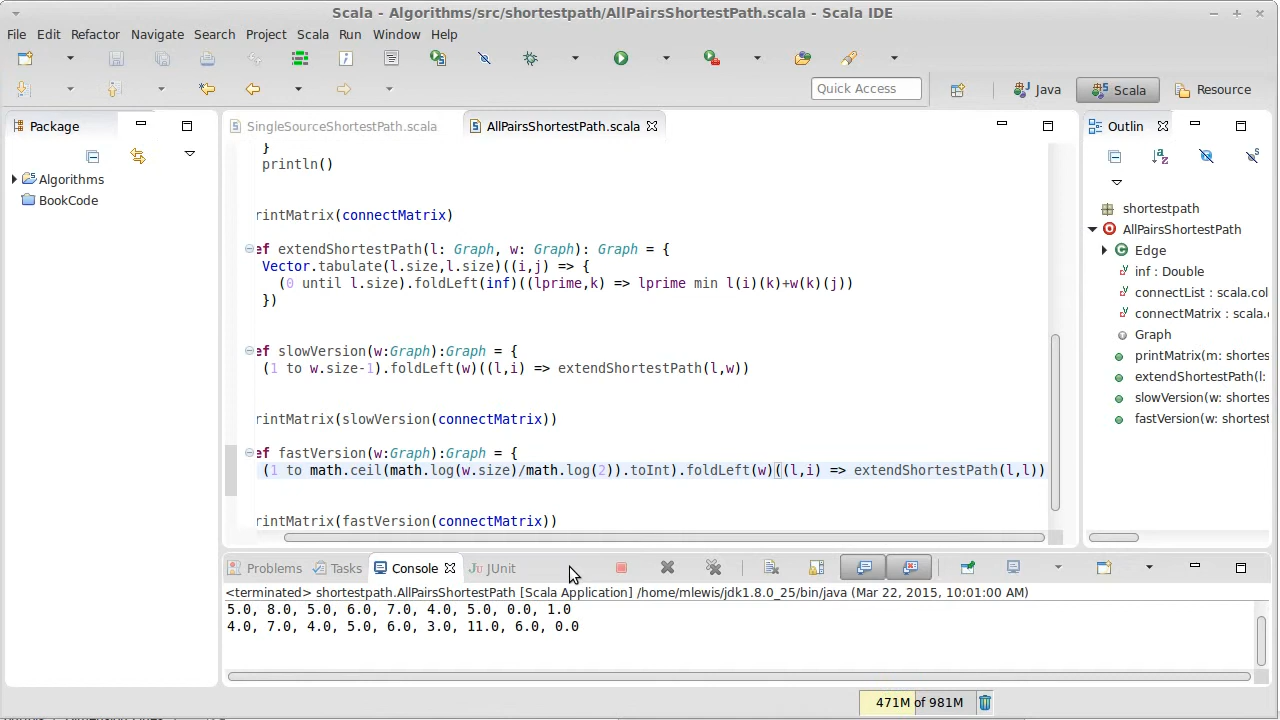 Scala - Algorithms/src/shortestpath/AllPairsShortestPath.scala - Scala IDE
File Edit Refactor Navigate Search Project Scala Run Window Help
Quick Access
Java
Scala
Resource
Package
Algorithms
BookCode
SingleSourceShortestPath.scala
AllPairsShortestPath.scala
}
println()
rintMatrix(connectMatrix)
ef extendShortestPath(l: Graph, w: Graph): Graph = {
Vector.tabulate(l.size,l.size)((i,j) => {
(0 until l.size).foldLeft(inf)((lprime,k) => lprime min l(i)(k)+w(k)(j))
})
ef slowVersion(w:Graph):Graph = {
(1 to w.size-1).foldLeft(w)((l,i) => extendShortestPath(l,w))
rintMatrix(slowVersion(connectMatrix))
ef fastVersion(w:Graph):Graph = {
(1 to math.ceil(math.log(w.size)/math.log(2)).toInt).foldLeft(w)((l,i) => extendShortestPath(l,l))
rintMatrix(fastVersion(connectMatrix))
Outlin
shortestpath
AllPairsShortestPath
Edge
inf : Double
connectList : scala.col
connectMatrix : scala.
Graph
printMatrix(m: shortes
extendShortestPath(l:
slowVersion(w: shortes
fastVersion(w: shortest
Problems
Tasks
Console
JUnit
<terminated> shortestpath.AllPairsShortestPath [Scala Application] /home/mlewis/jdk1.8.0_25/bin/java (Mar 22, 2015, 10:01:00 AM)
5.0, 8.0, 5.0, 6.0, 7.0, 4.0, 5.0, 0.0, 1.0
4.0, 7.0, 4.0, 5.0, 6.0, 3.0, 11.0, 6.0, 0.0
471M of 981M